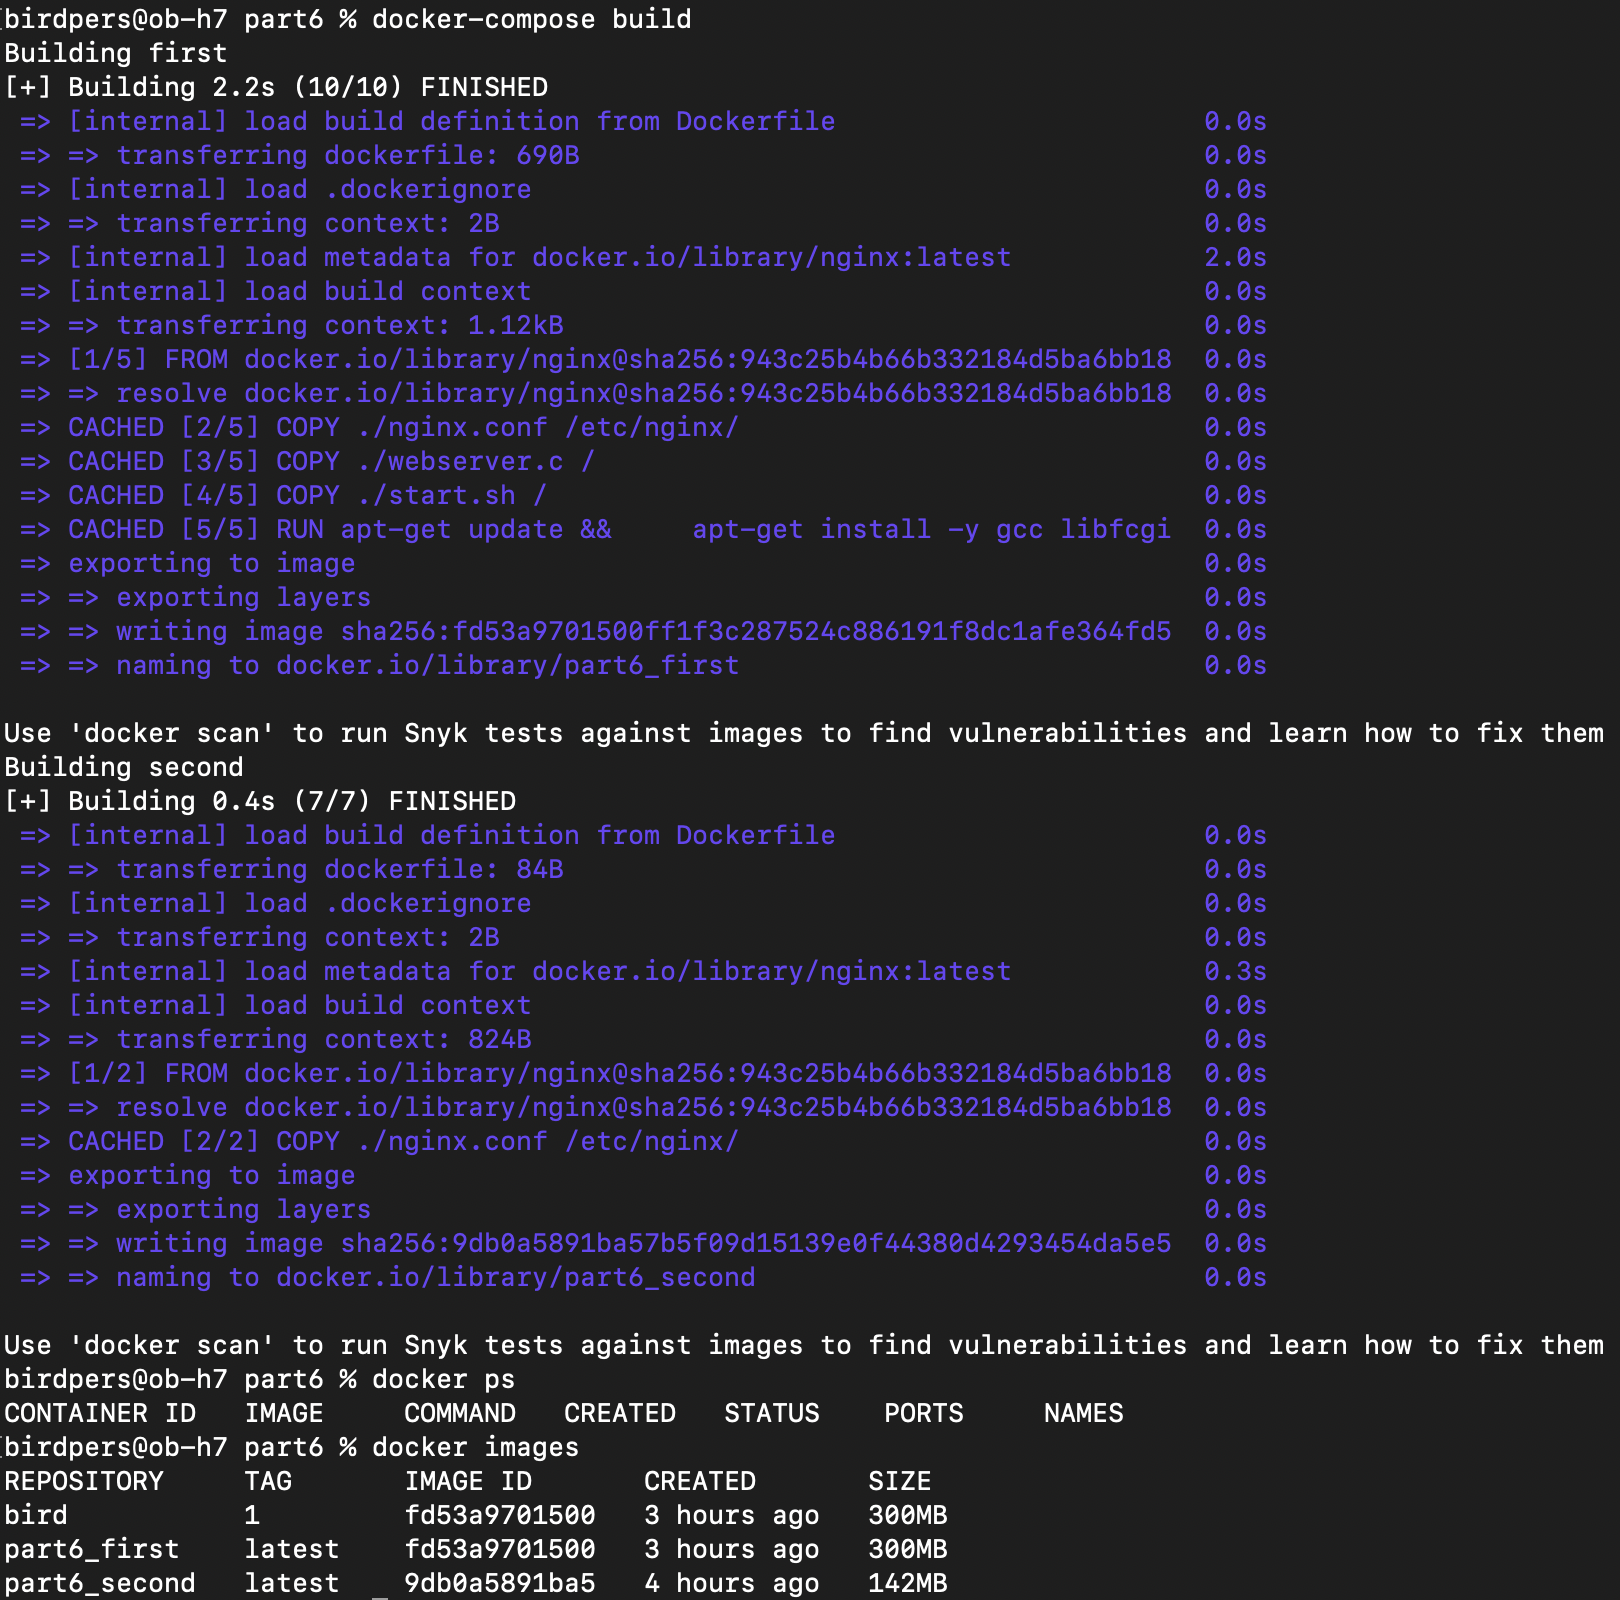 birdpers@ob-h7 part6 % docker-compose build
Building first
[+] Building 2.2s (10/10) FINISHED
 => [internal] load build definition from Dockerfile                       0.0s
 => => transferring dockerfile: 690B                                       0.0s
 => [internal] load .dockerignore                                          0.0s
 => => transferring context: 2B                                            0.0s
 => [internal] load metadata for docker.io/library/nginx:latest            2.0s
 => [internal] load build context                                          0.0s
 => => transferring context: 1.12kB                                        0.0s
 => [1/5] FROM docker.io/library/nginx@sha256:943c25b4b66b332184d5ba6bb18  0.0s
 => => resolve docker.io/library/nginx@sha256:943c25b4b66b332184d5ba6bb18  0.0s
 => CACHED [2/5] COPY ./nginx.conf /etc/nginx/                             0.0s
 => CACHED [3/5] COPY ./webserver.c /                                      0.0s
 => CACHED [4/5] COPY ./start.sh /                                         0.0s
 => CACHED [5/5] RUN apt-get update &&     apt-get install -y gcc libfcgi  0.0s
 => exporting to image                                                     0.0s
 => => exporting layers                                                    0.0s
 => => writing image sha256:fd53a9701500ff1f3c287524c886191f8dc1afe364fd5  0.0s
 => => naming to docker.io/library/part6_first                             0.0s
Use 'docker scan' to run Snyk tests against images to find vulnerabilities and learn how to fix them
Building second
[+] Building 0.4s (7/7) FINISHED
 => [internal] load build definition from Dockerfile                       0.0s
 => => transferring dockerfile: 84B                                        0.0s
 => [internal] load .dockerignore                                          0.0s
 => => transferring context: 2B                                            0.0s
 => [internal] load metadata for docker.io/library/nginx:latest            0.3s
 => [internal] load build context                                          0.0s
 => => transferring context: 824B                                          0.0s
 => [1/2] FROM docker.io/library/nginx@sha256:943c25b4b66b332184d5ba6bb18  0.0s
 => => resolve docker.io/library/nginx@sha256:943c25b4b66b332184d5ba6bb18  0.0s
 => CACHED [2/2] COPY ./nginx.conf /etc/nginx/                             0.0s
 => exporting to image                                                     0.0s
 => => exporting layers                                                    0.0s
 => => writing image sha256:9db0a5891ba57b5f09d15139e0f44380d4293454da5e5  0.0s
 => => naming to docker.io/library/part6_second                            0.0s
Use 'docker scan' to run Snyk tests against images to find vulnerabilities and learn how to fix them
birdpers@ob-h7 part6 % docker ps
CONTAINER ID   IMAGE     COMMAND   CREATED   STATUS    PORTS     NAMES
birdpers@ob-h7 part6 % docker images
REPOSITORY     TAG       IMAGE ID       CREATED       SIZE
bird           1         fd53a9701500   3 hours ago   300MB
part6_first    latest    fd53a9701500   3 hours ago   300MB
part6_second   latest    9db0a5891ba5   4 hours ago   142MB